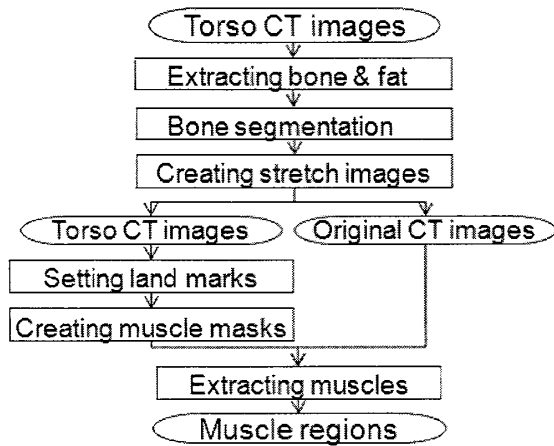 Torso CT images
Extracting bone & fat
Bone segmentation
Creating stretch images
Torso CT images
Original CT images
Setting land marks
Creating muscle masks
Extracting muscles
Muscle regions